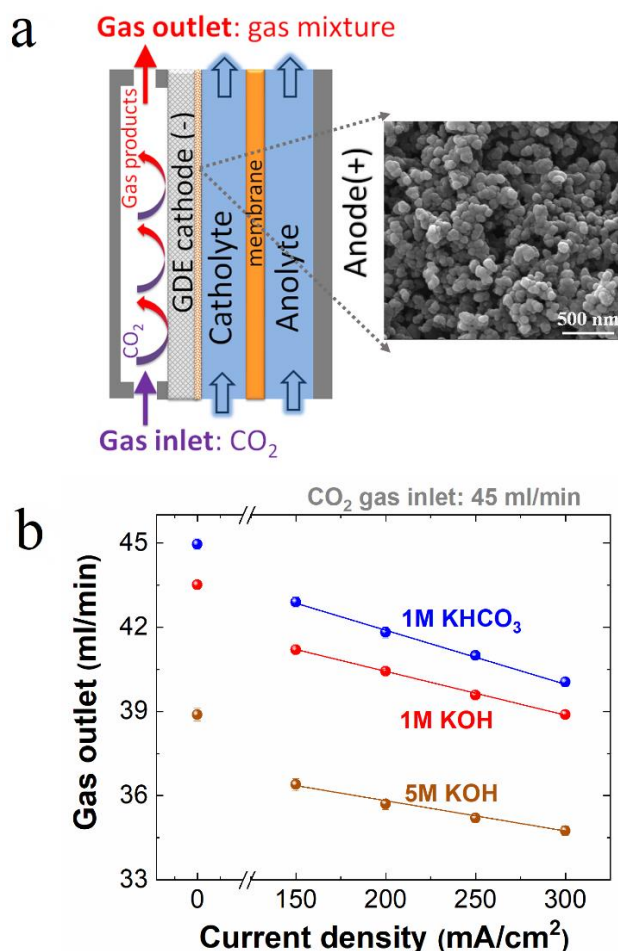 a
Gas outlet: gas mixture
Gas products
CO₂
GDE cathode (-)
Catholyte
membrane
Anolyte
Anode(+)
500 nm
Gas inlet: CO₂
b
CO₂ gas inlet: 45 ml/min
Gas outlet (ml/min)
45
42
39
36
33
1M KHCO₃
1M KOH
5M KOH
0
150
200
250
300
Current density (mA/cm²)